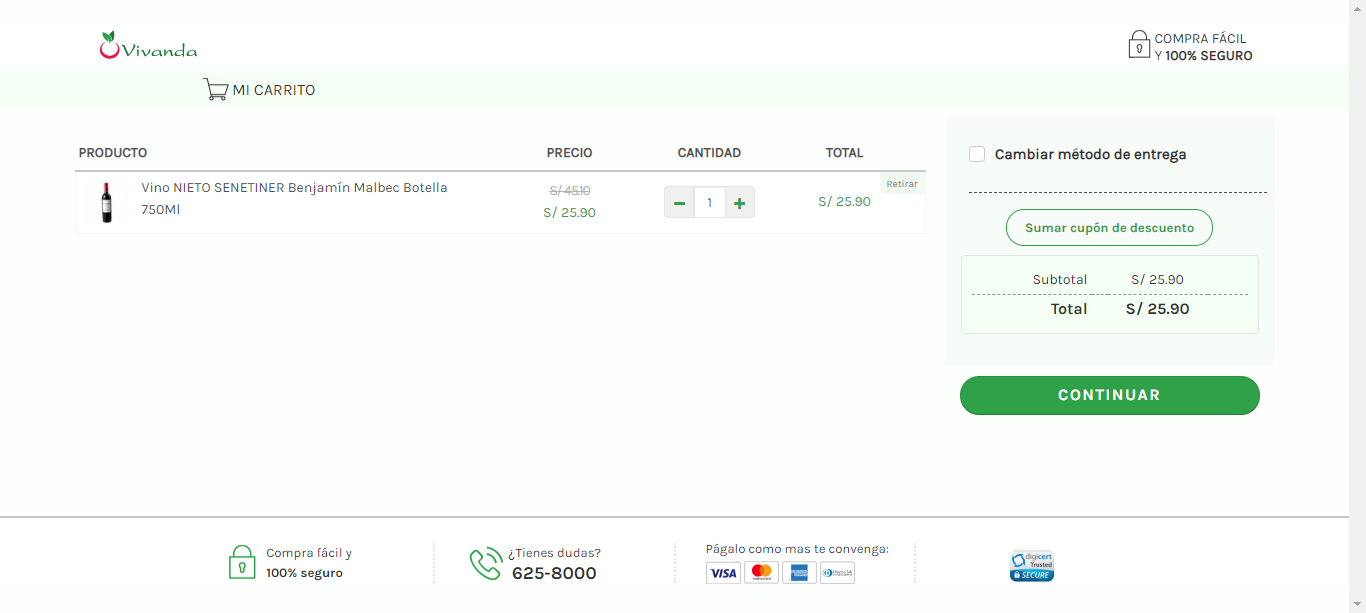 Vivanda
COMPRA FÁCIL
Y 100% SEGURO
MI CARRITO
PRODUCTO PRECIO CANTIDAD TOTAL
Vino NIETO SENETINER Benjamín Malbec Botella
750Ml
S/ 45.10
S/ 25.90
1
S/ 25.90
Retirar
Cambiar método de entrega
Sumar cupón de descuento
Subtotal S/ 25.90
Total S/ 25.90
CONTINUAR
Compra fácil y
100% seguro
¿Tienes dudas?
625-8000
Págalo como mas te convenga:
VISA
digicert
Trusted
SECURE